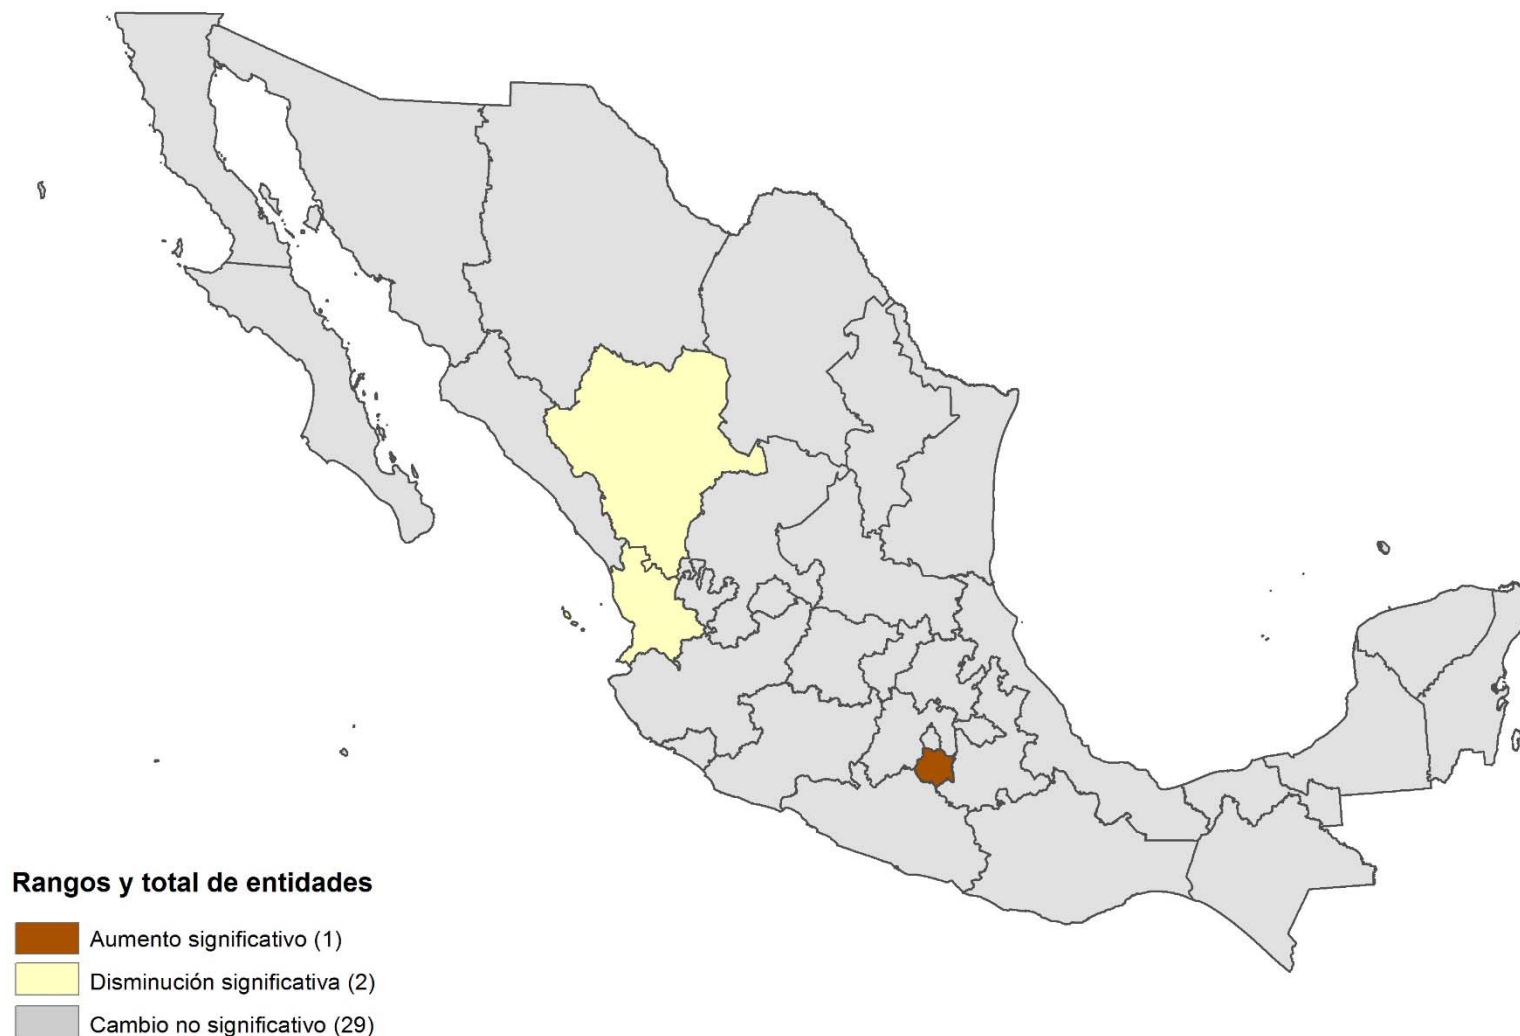 Rangos y total de entidades
Aumento significativo (1)
Disminución significativa (2)
Cambio no significativo (29)